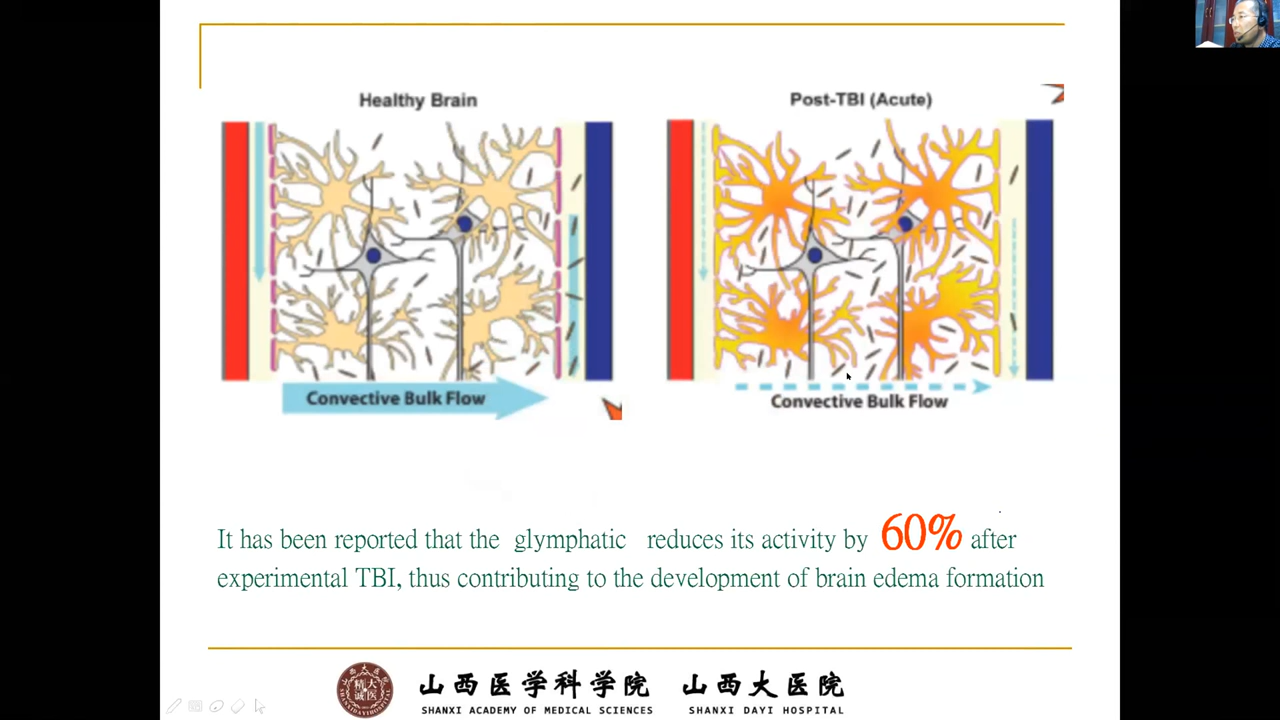 Healthy Brain
Post-TBI (Acute)
Convective Bulk Flow
Convective Bulk Flow
It has been reported that the glymphatic reduces its activity by 60% after
experimental TBI, thus contributing to the development of brain edema formation
山西医学科学院 山西大医院
SHANXI ACADEMY OF MEDICAL SCIENCES SHANXI DAYI HOSPITAL